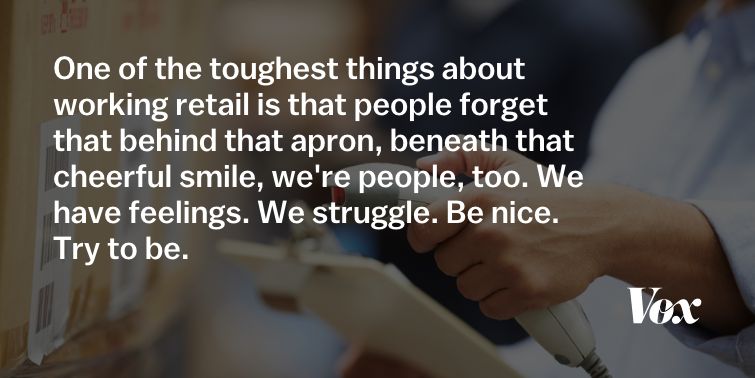 One of the toughest things about
working retail is that people forget
that behind that apron, beneath that
cheerful smile, we're people, too. We
have feelings. We struggle. Be nice.
Try to be.
Vox